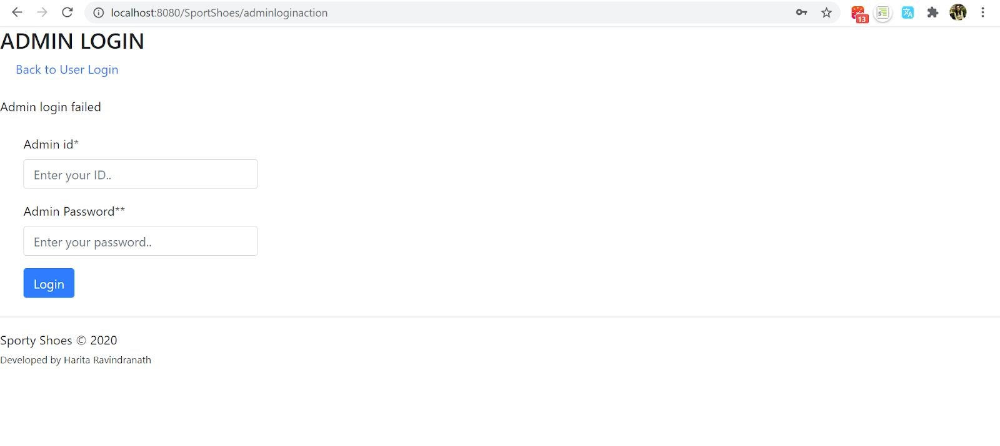 localhost:8080/SportShoes/adminloginaction
13
ADMIN LOGIN
Back to User Login
Admin login failed
Admin id*
Enter your ID..
Admin Password**
Enter your password..
Login
Sporty Shoes © 2020
Developed by Harita Ravindranath